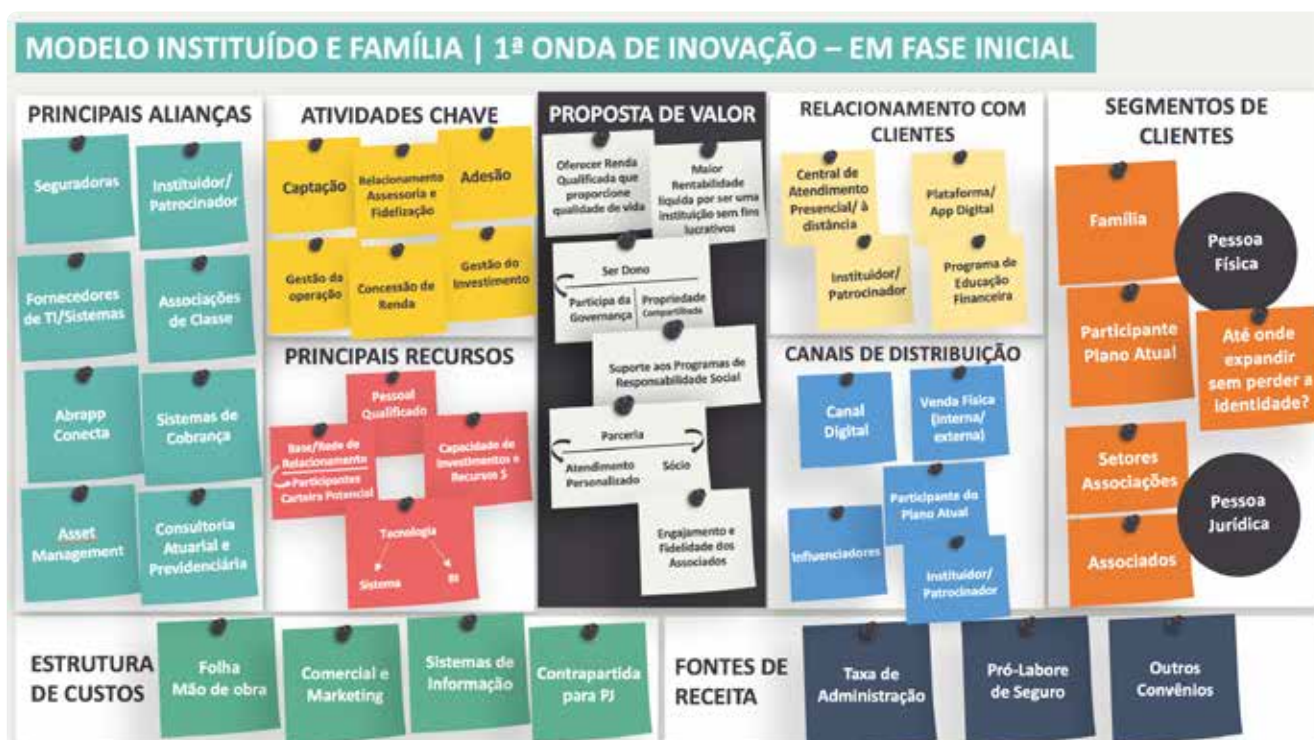 MODELO INSTITUÍDO E FAMÍLIA | 1ª ONDA DE INOVAÇÃO – EM FASE INICIAL
PRINCIPAIS ALIANÇAS
Seguradoras
Instituidor/
Patrocinador
Fornecedores
de TI/Sistemas
Associações
de Classe
Abrapp
Conecta
Sistemas de
Cobrança
Asset
Management
Consultoria
Atuarial e
Previdenciária
ATIVIDADES CHAVE
Captação
Relacionamento
Assessoria e
Fidelização
Adesão
Gestão da
operação
Concessão de
Renda
Gestão do
Investimento
PRINCIPAIS RECURSOS
Pessoal
Qualificado
Base/Rede de
Relacionamento
Participantes
Carteira Potencial
Capacidade de
Investimentos e
Recursos $
Tecnologia
Sistema
BI
PROPOSTA DE VALOR
Oferecer Renda
Qualificada que
proporcione
qualidade de vida
Maior
Rentabilidade
líquida por ser uma
instituição sem fins
lucrativos
Ser Dono
Participa da
Governança
Propriedade
Compartilhada
Suporte aos Programas de
Responsabilidade Social
Parceria
Atendimento
Personalizado
Sócio
Engajamento e
Fidelidade dos
Associados
RELACIONAMENTO COM
CLIENTES
Central de
Atendimento
Presencial/ à
distância
Plataforma/
App Digital
Instituidor/
Patrocinador
Programa de
Educação
Financeira
CANAIS DE DISTRIBUIÇÃO
Canal
Digital
Venda Física
(interna/
externa)
Participante do
Plano Atual
Influenciadores
Instituidor/
Patrocinador
SEGMENTOS DE
CLIENTES
Família
Pessoa
Física
Participante
Plano Atual
Até onde
expandir
sem perder a
identidade?
Setores
Associações
Pessoa
Jurídica
Associados
ESTRUTURA
DE CUSTOS
Folha
Mão de obra
Comercial e
Marketing
Sistemas de
Informação
Contrapartida
para PJ
FONTES DE
RECEITA
Taxa de
Administração
Pró-Labore
de Seguro
Outros
Convênios